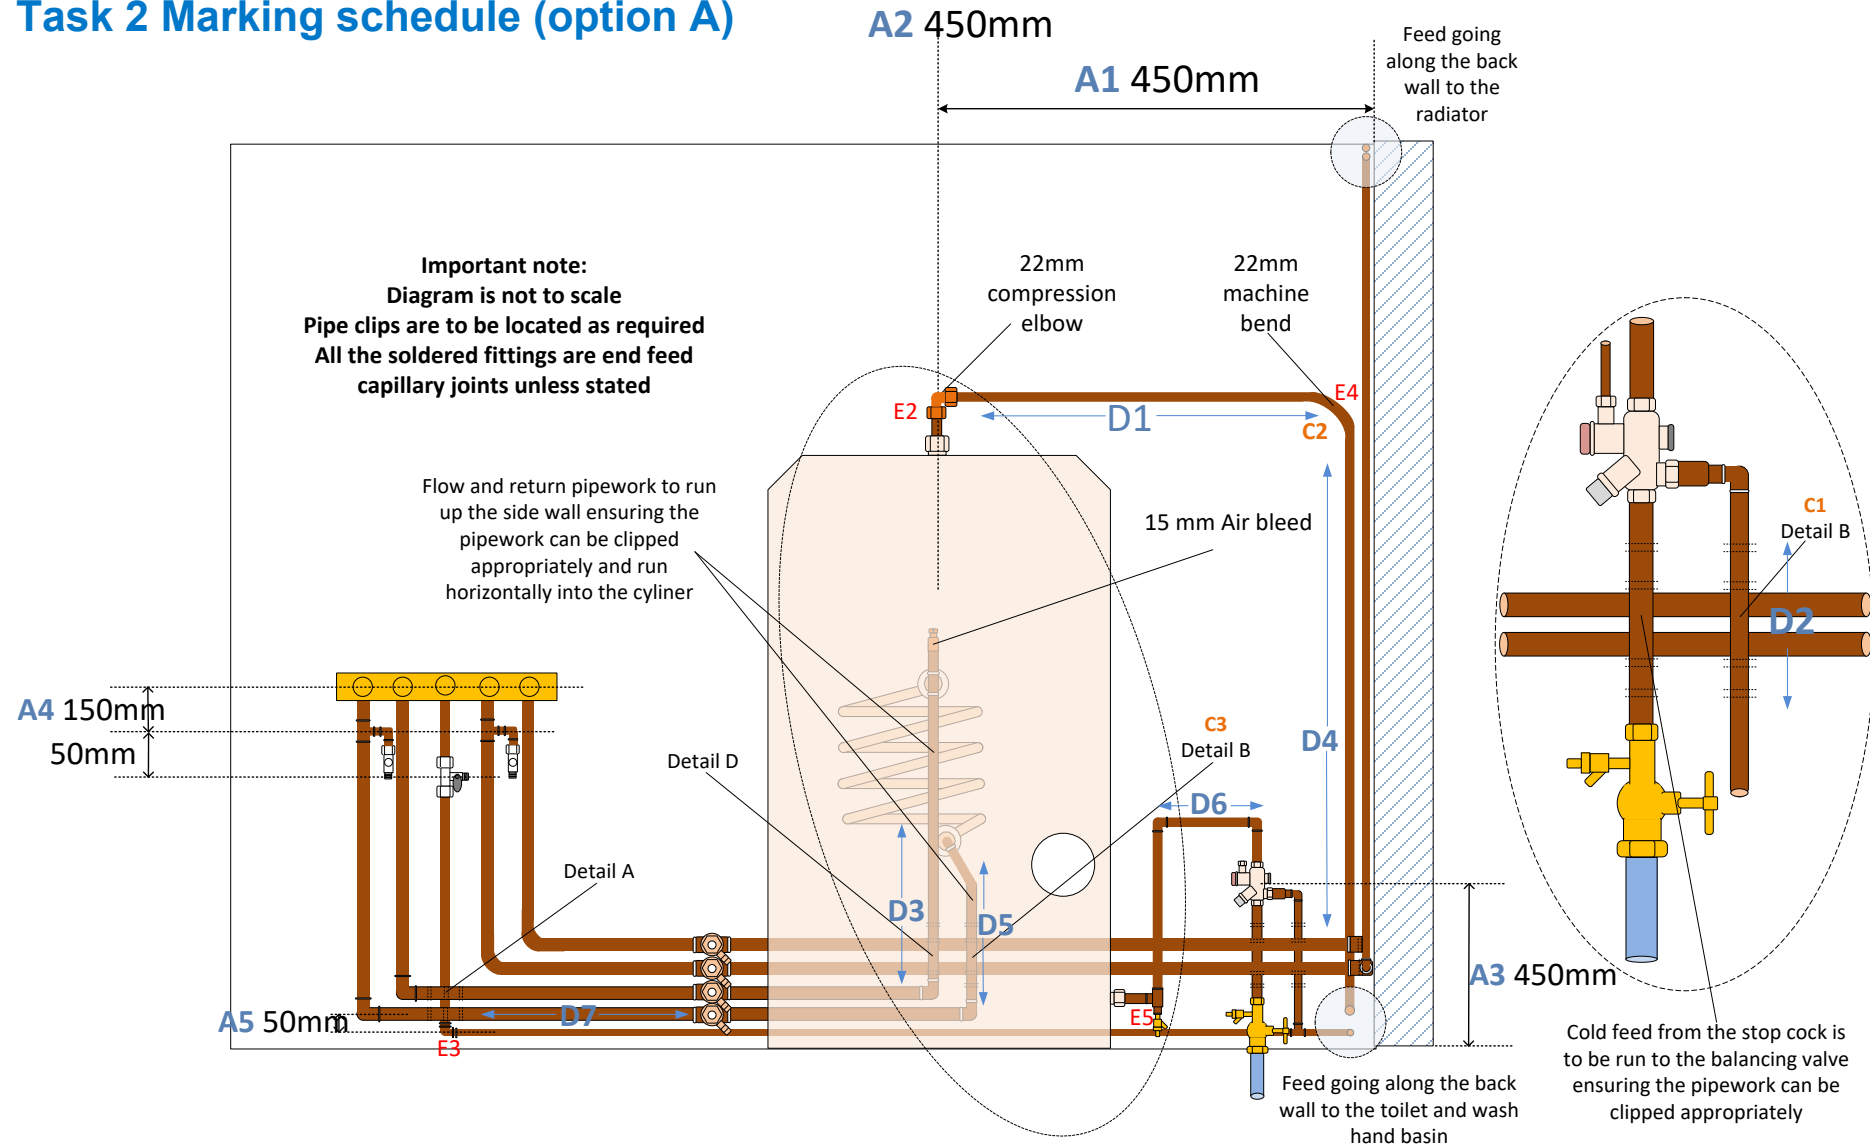 Task 2 Marking schedule (option A)
A2 450mm
A1 450mm
Feed going
along the back
wall to the
radiator
Important note:
Diagram is not to scale
Pipe clips are to be located as required
All the soldered fittings are end feed
capillary joints unless stated
22mm
compression
elbow
22mm
machine
bend
E2
D1
E4
C2
Flow and return pipework to run
up the side wall ensuring the
pipework can be clipped
appropriately and run
horizontally into the cyliner
15 mm Air bleed
C1
Detail B
D2
A4 150mm
50mm
Detail D
C3
Detail B
D4
D6
Detail A
D3
D5
A3 450mm
A5 50mm
D7
E5
E3
Feed going along the back
wall to the toilet and wash
hand basin
Cold feed from the stop cock is
to be run to the balancing valve
ensuring the pipework can be
clipped appropriately